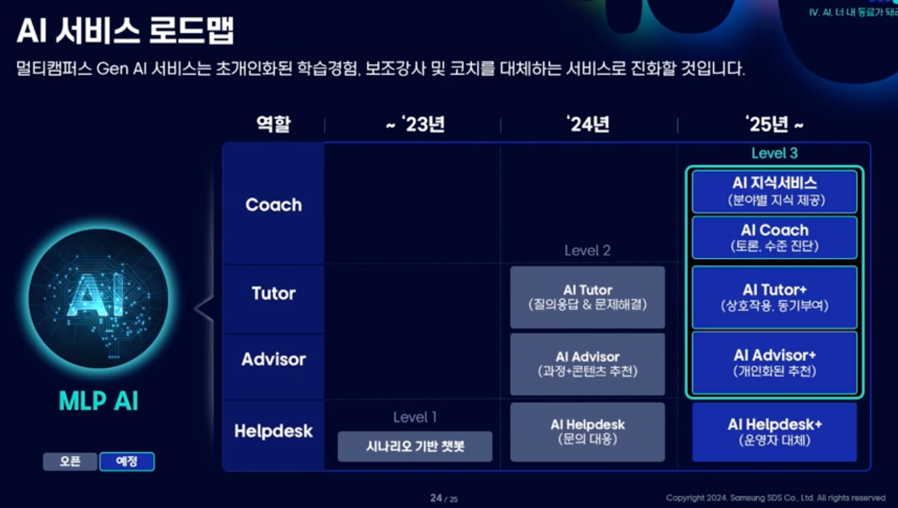 IV. AI, 너 내 동료가 돼라
AI 서비스 로드맵
멀티캠퍼스 Gen AI 서비스는 초개인화된 학습경험, 보조강사 및 코치를 대체하는 서비스로 진화할 것입니다.
역할
~ ‘23년
‘24년
‘25년 ~
Level 3
Coach
AI 지식서비스
(분야별 지식 제공)
AI Coach
(토론, 수준 진단)
Level 2
Tutor
AI Tutor
(질의응답 & 문제해결)
AI Tutor+
(상호작용, 동기부여)
Advisor
AI Advisor
(과정+콘텐츠 추천)
AI Advisor+
(개인화된 추천)
Level 1
Helpdesk
시나리오 기반 챗봇
AI Helpdesk
(문의 대응)
AI Helpdesk+
(운영자 대체)
AI
MLP AI
오픈
예정
24 / 25
Copyright 2024. Samsung SDS Co., Ltd. All rights reserved